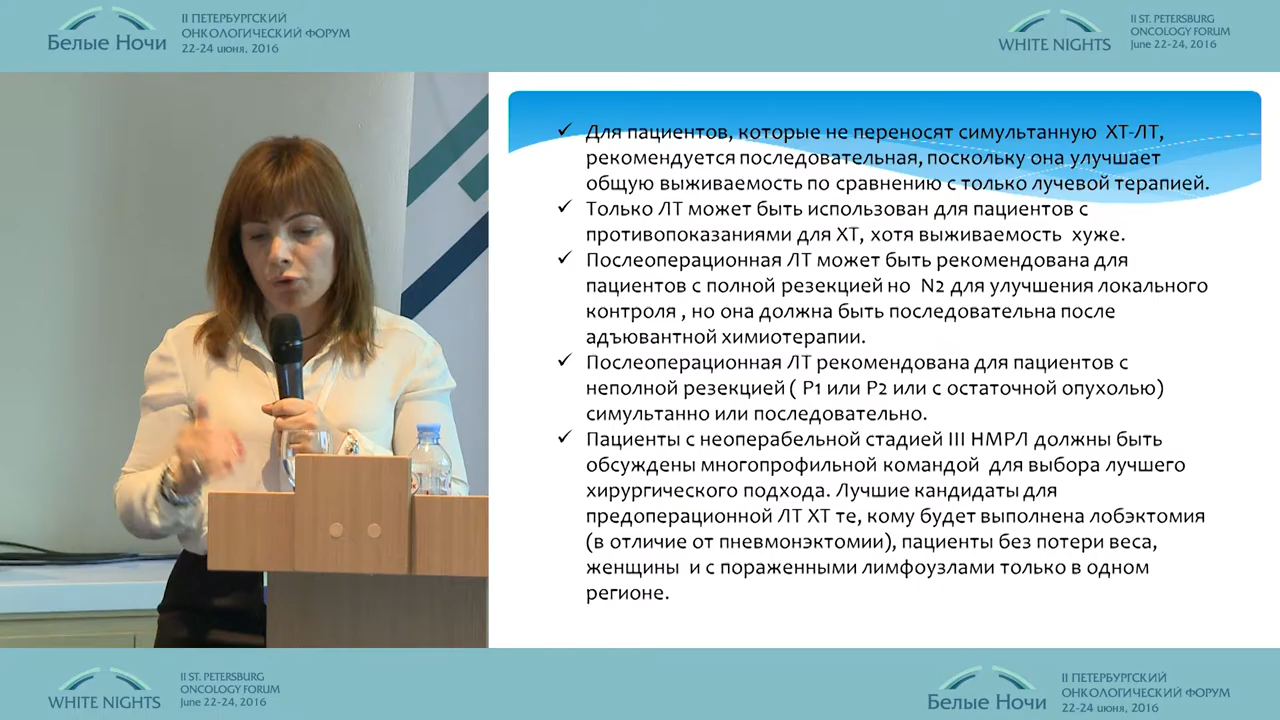 Белые Ночи
II ПЕТЕРБУРГСКИЙ
ОНКОЛОГИЧЕСКИЙ ФОРУМ
22-24 июня, 2016
WHITE NIGHTS
II ST. PETERSBURG
ONCOLOGY FORUM
June 22-24, 2016
✓ Для пациентов, которые не переносят симультанную ХТ-ЛТ,
рекомендуется последовательная, поскольку она улучшает
общую выживаемость по сравнению с только лучевой терапией.
✓ Только ЛТ может быть использован для пациентов с
противопоказаниями для ХТ, хотя выживаемость хуже.
✓ Послеоперационная ЛТ может быть рекомендована для
пациентов с полной резекцией но N2 для улучшения локального
контроля , но она должна быть последовательна после
адъювантной химиотерапии.
✓ Послеоперационная ЛТ рекомендована для пациентов с
неполной резекцией ( Р1 или Р2 или с остаточной опухолью)
симультанно или последовательно.
✓ Пациенты с неоперабельной стадией III НМРЛ должны быть
обсуждены многопрофильной командой для выбора лучшего
хирургического подхода. Лучшие кандидаты для
предоперационной ЛТ ХТ те, кому будет выполнена лобэктомия
(в отличие от пневмонэктомии), пациенты без потери веса,
женщины и с пораженными лимфоузлами только в одном
регионе.
WHITE NIGHTS
II ST. PETERSBURG
ONCOLOGY FORUM
June 22-24, 2016
Белые Ночи
II ПЕТЕРБУРГСКИЙ
ОНКОЛОГИЧЕСКИЙ ФОРУМ
22-24 июня, 2016